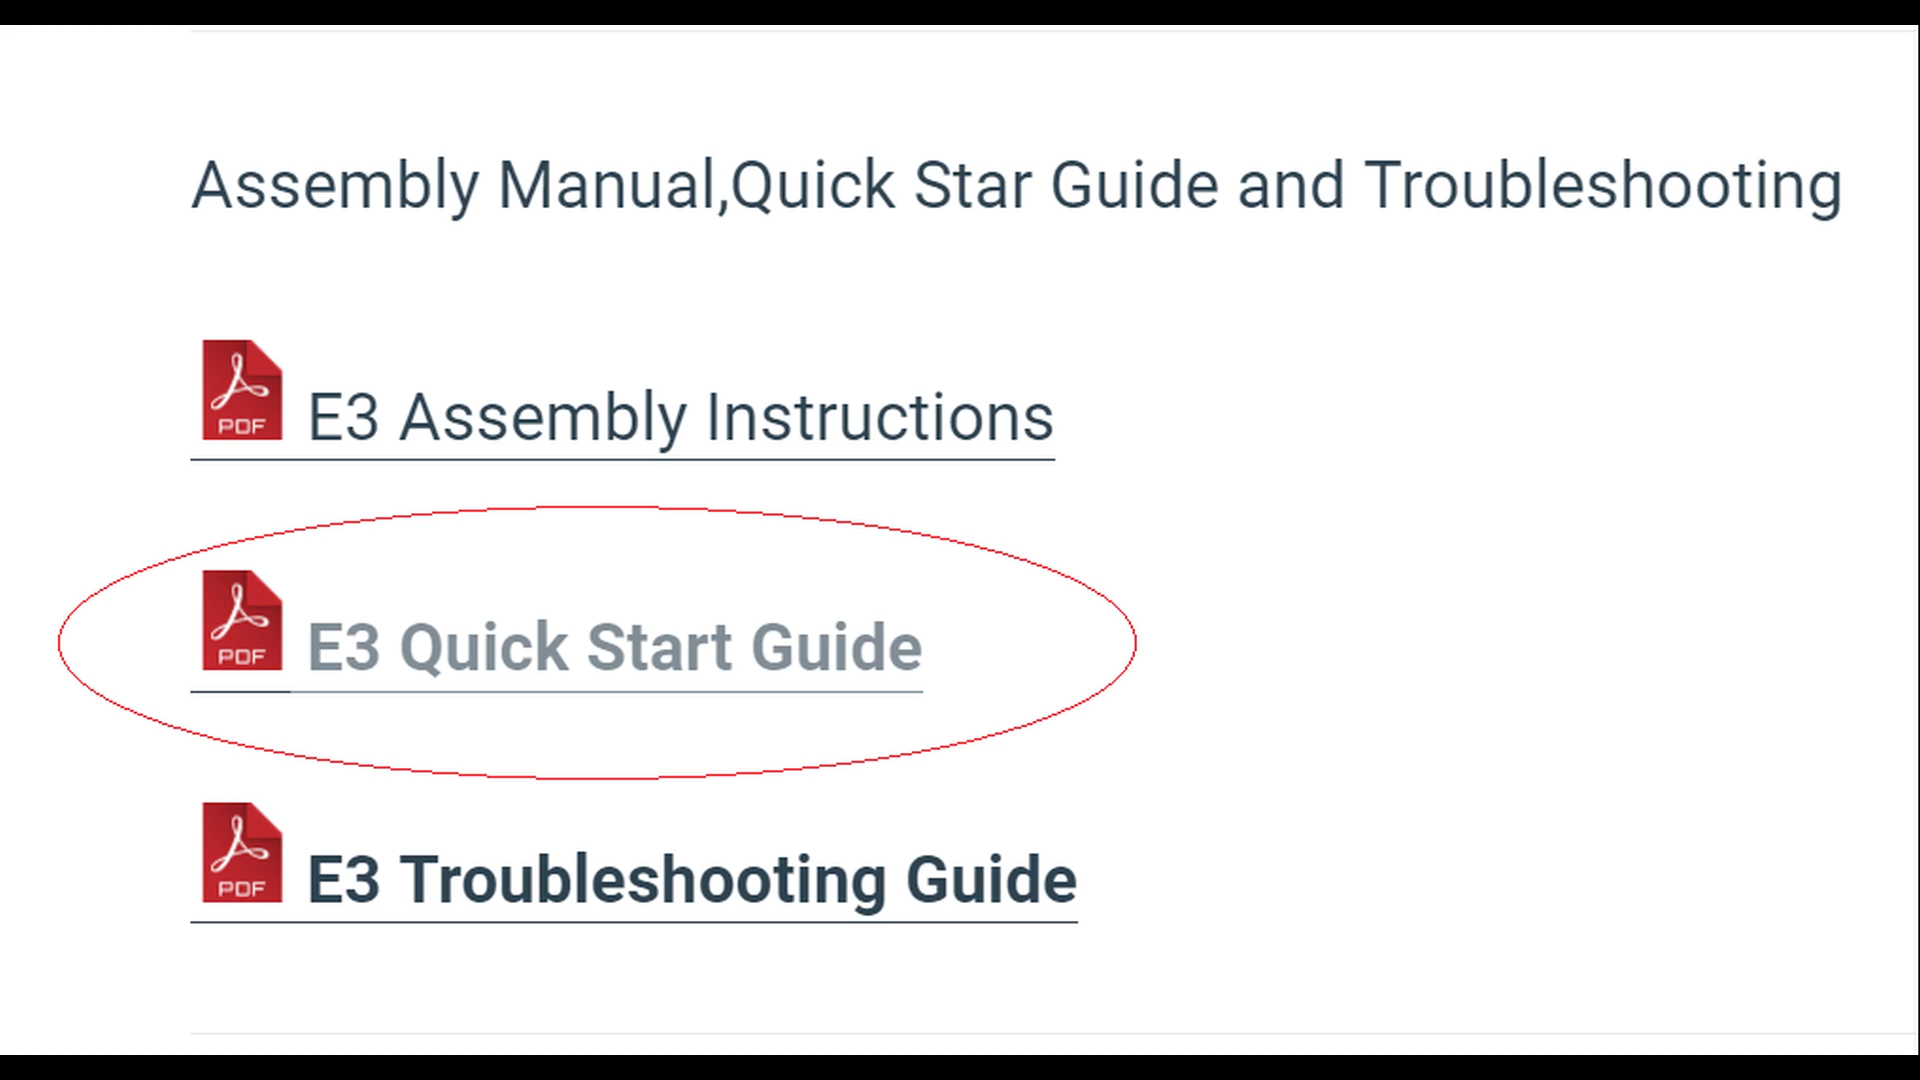 Assembly Manual,Quick Star Guide and Troubleshooting
PDF
E3 Assembly Instructions
PDF
E3 Quick Start Guide
PDF
E3 Troubleshooting Guide